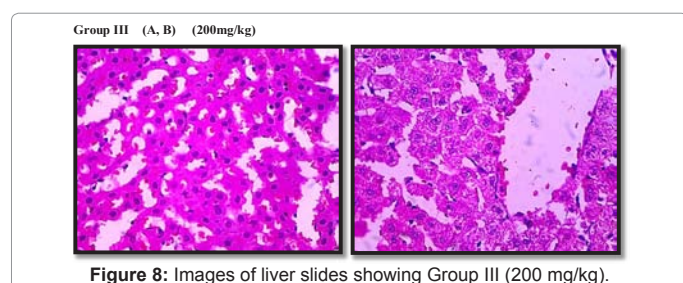 Group III (A, B) (200mg/kg)
Figure 8: Images of liver slides showing Group III (200 mg/kg).